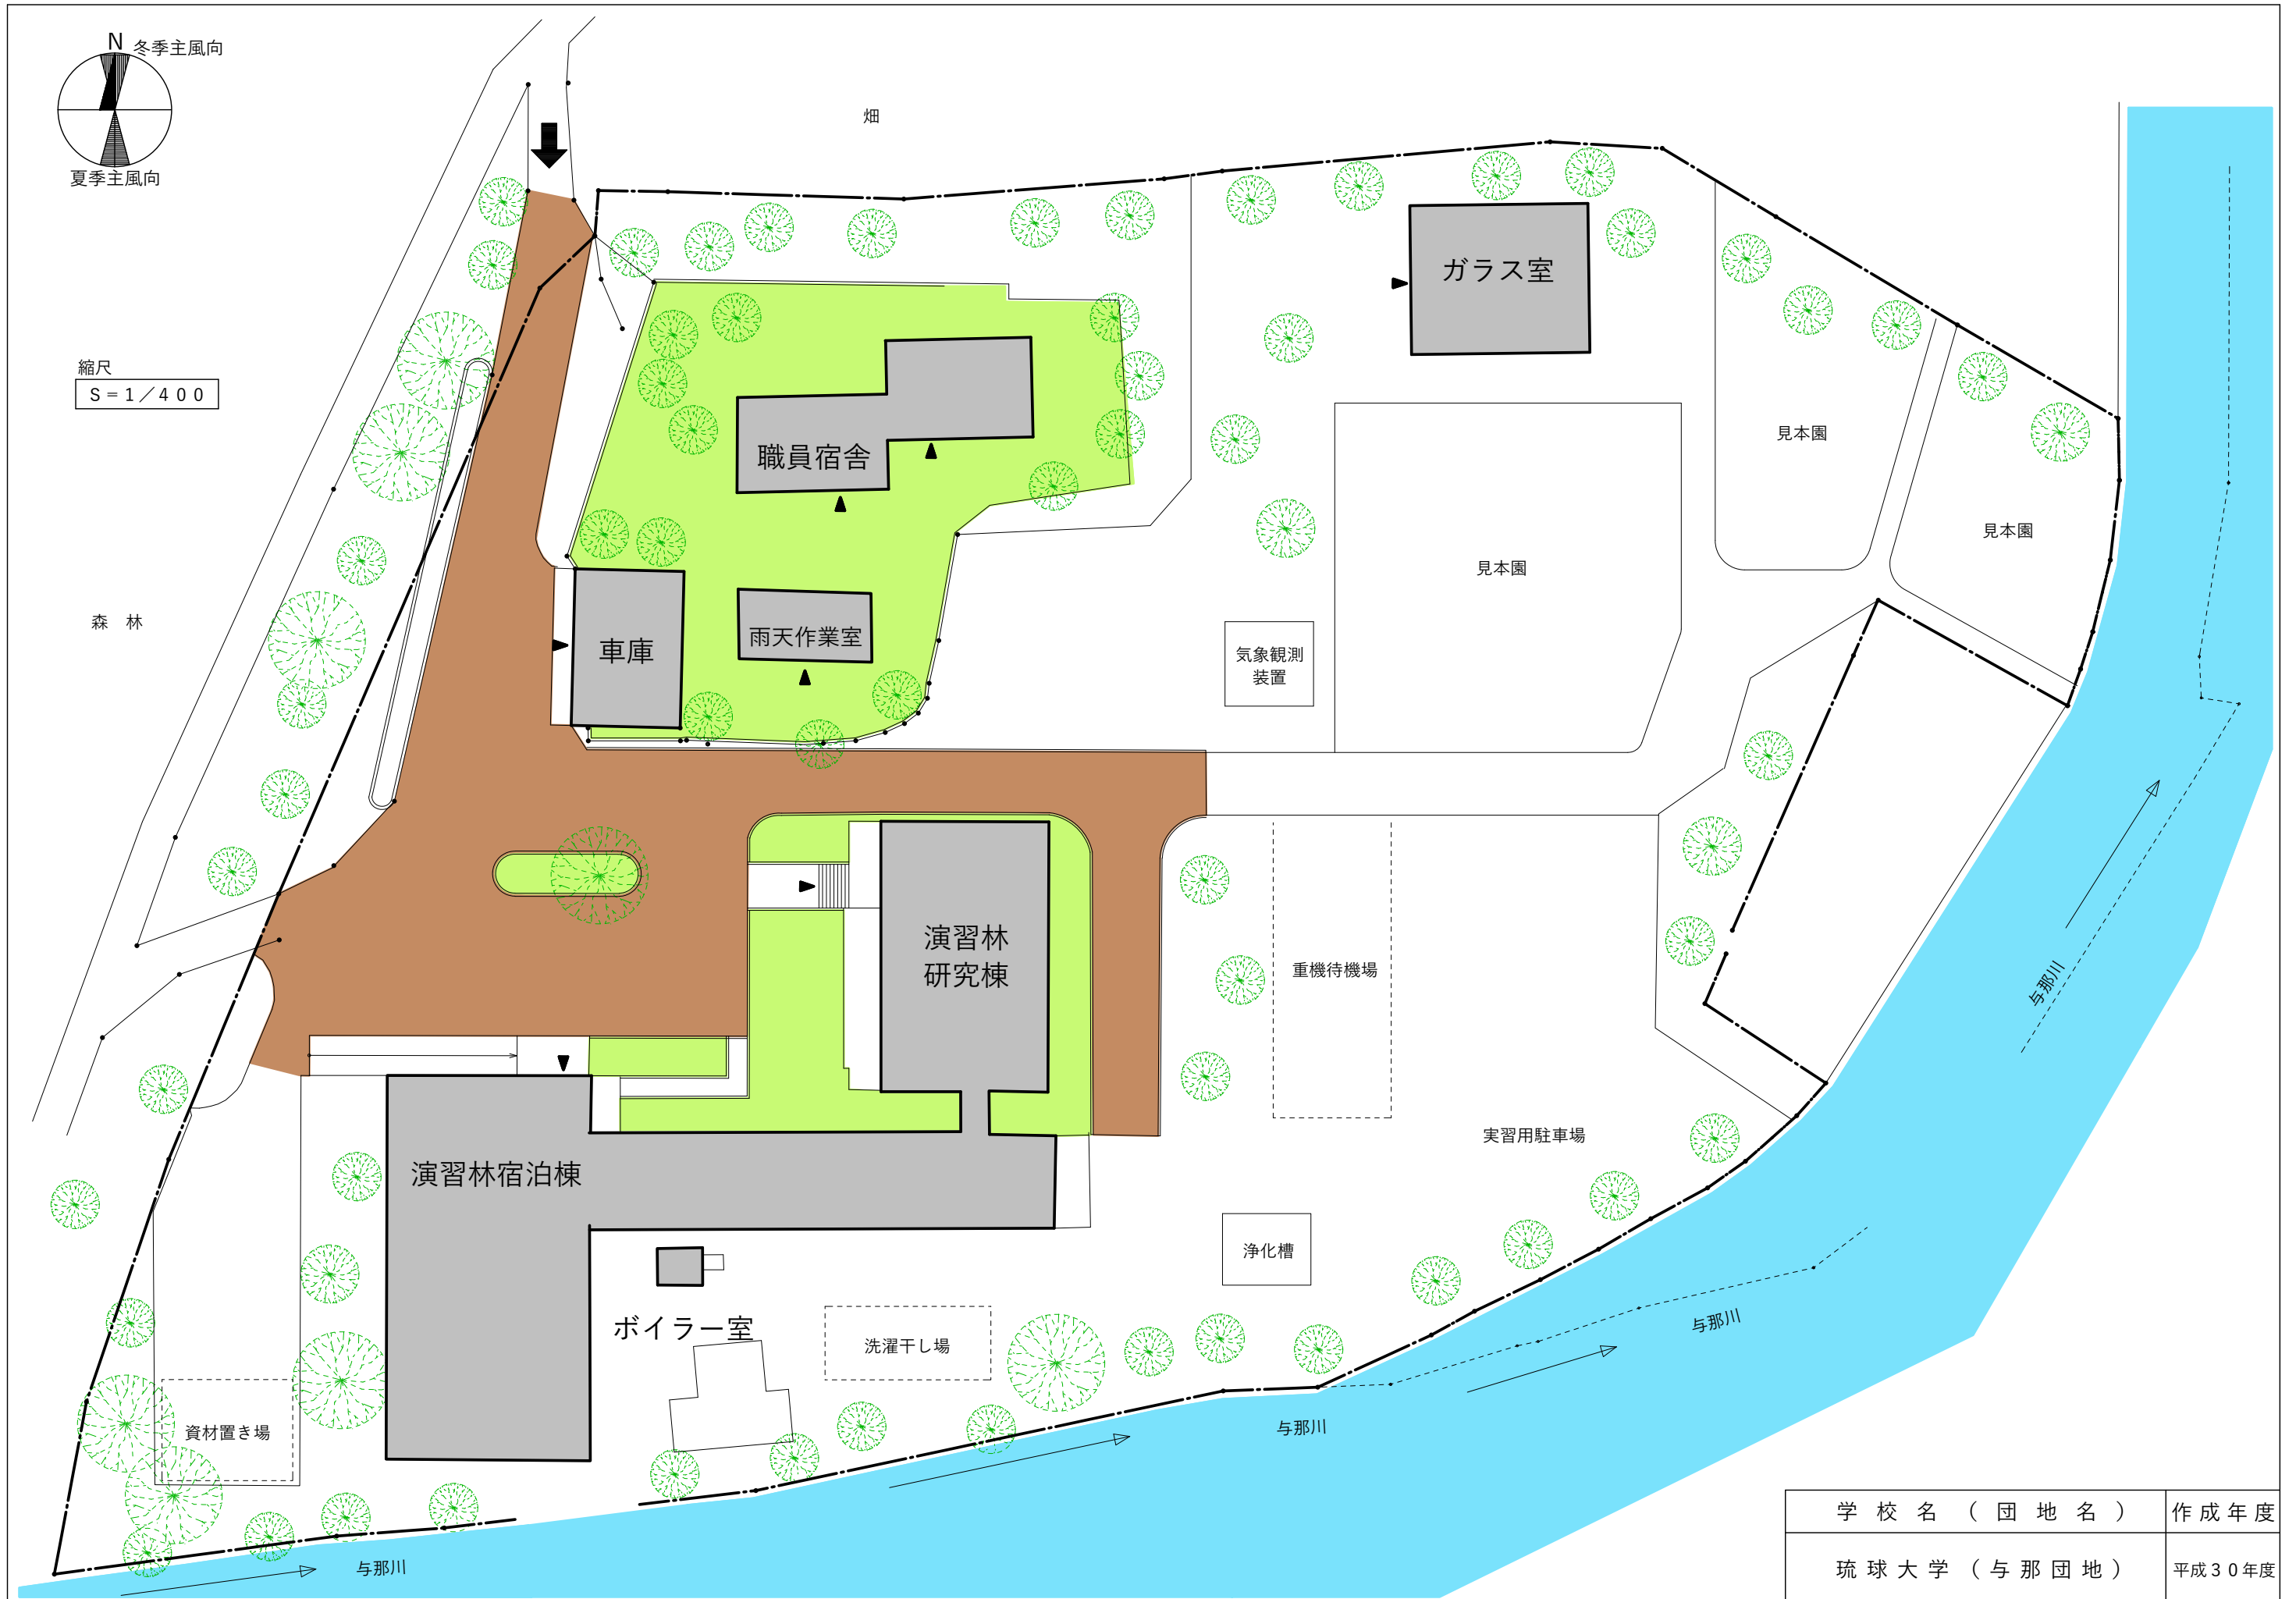 N
冬季主風向
夏季主風向
縮尺
S=1/400
畑
森 林
ガラス室
職員宿舎
見本園
見本園
見本園
車庫
雨天作業室
気象観測
装置
演習林
研究棟
重機待機場
与那川
実習用駐車場
演習林宿泊棟
浄化槽
ボイラー室
洗濯干し場
与那川
与那川
資材置き場
与那川
学校名(団地名)
作成年度
琉球大学(与那団地)
平成30年度